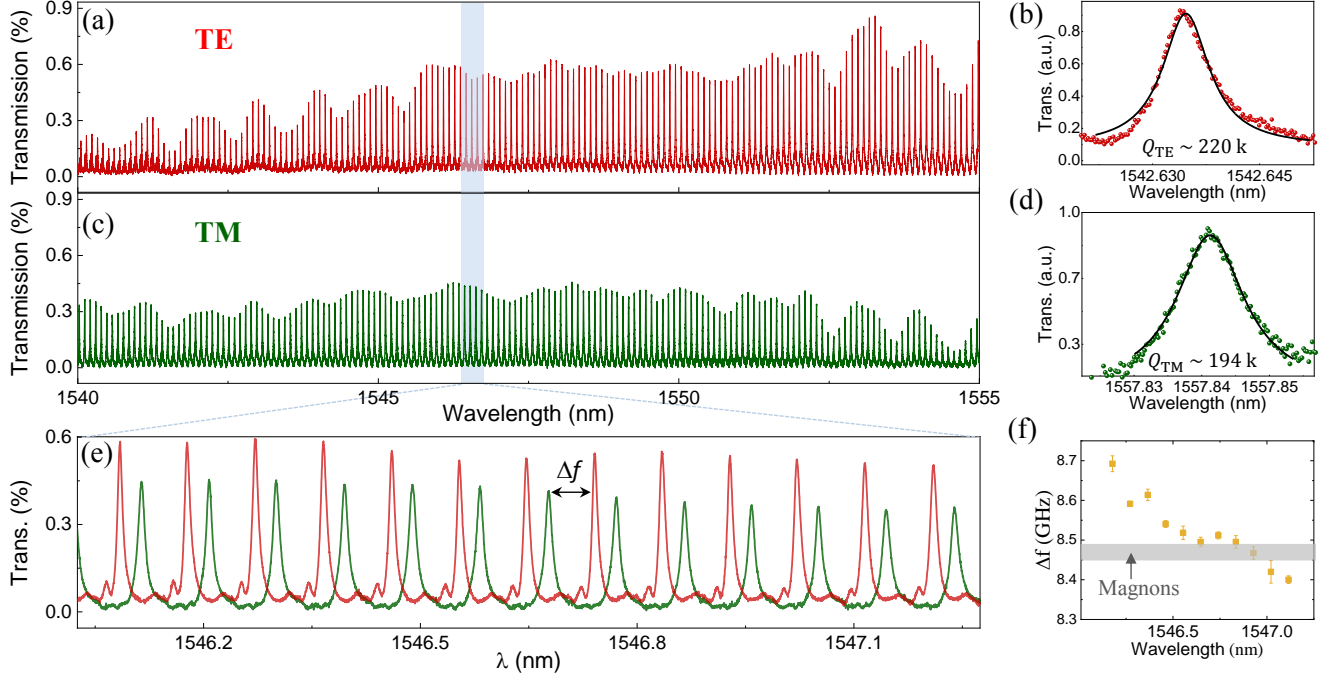 (a)
TE
Transmission (%)
0.9
0.6
0.3
0.0
(c)
TM
Transmission (%)
0.9
0.6
0.3
0.0
1540
1545
1550
1555
Wavelength (nm)
(e)
Δf
Trans. (%)
0.6
0.3
0.0
1546.2
1546.5
1546.8
1547.1
λ (nm)
(b)
Trans. (a.u.)
1.0
0.8
0.6
0.4
0.2
0.0
Q_TE ~ 220 k
1542.630
1542.645
Wavelength (nm)
(d)
Trans. (a.u.)
1.0
0.7
0.3
Q_TM ~ 194 k
1557.83
1557.84
1557.85
Wavelength (nm)
(f)
Δf (GHz)
8.7
8.6
8.5
8.4
8.3
Magnons
1546.5
1547.0
Wavelength (nm)